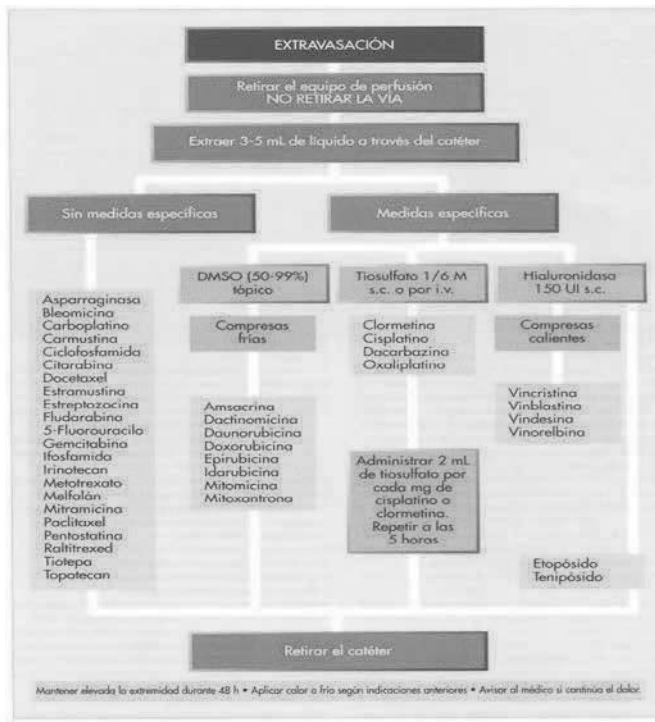 EXTRAVASACIÓN
Retirar el equipo de perfusión
NO RETIRAR LA VÍA
Extraer 3-5 mL de líquido a través del catéter
Sin medidas específicas
Medidas específicas
Asparraginasa
Bleomicina
Carboplatino
Carmustina
Ciclofosfamida
Citarabina
Docetaxel
Estramustina
Estreptozocina
Fludarabina
5-Fluorouracilo
Gemcitabina
Ifosfamida
Irinotecan
Metotrexato
Melfalán
Mitramicina
Paclitaxel
Pentostatina
Raltitrexed
Tiotepa
Topotecan
DMSO (50-99%)
tópico
Compresas
frías
Amsacrina
Dactinomicina
Daunorubicina
Doxorubicina
Epirubicina
Idarubicina
Mitomicina
Mitoxantrona
Tiosulfato 1/6 M
s.c. o por i.v.
Clormetina
Cisplatino
Dacarbazina
Oxaliplatino
Administrar 2 mL
de tiosulfato por
cada mg de
cisplatino o
clormetina.
Repetir a las
5 horas
Hialuronidasa
150 UI s.c.
Compresas
calientes
Vincristina
Vinblastina
Vindesina
Vinorelbina
Etopósido
Tenipósido
Retirar el catéter
Mantener elevada la extremidad durante 48 h • Aplicar calor o frío según indicaciones anteriores • Avisar al médico si continúa el dolor.